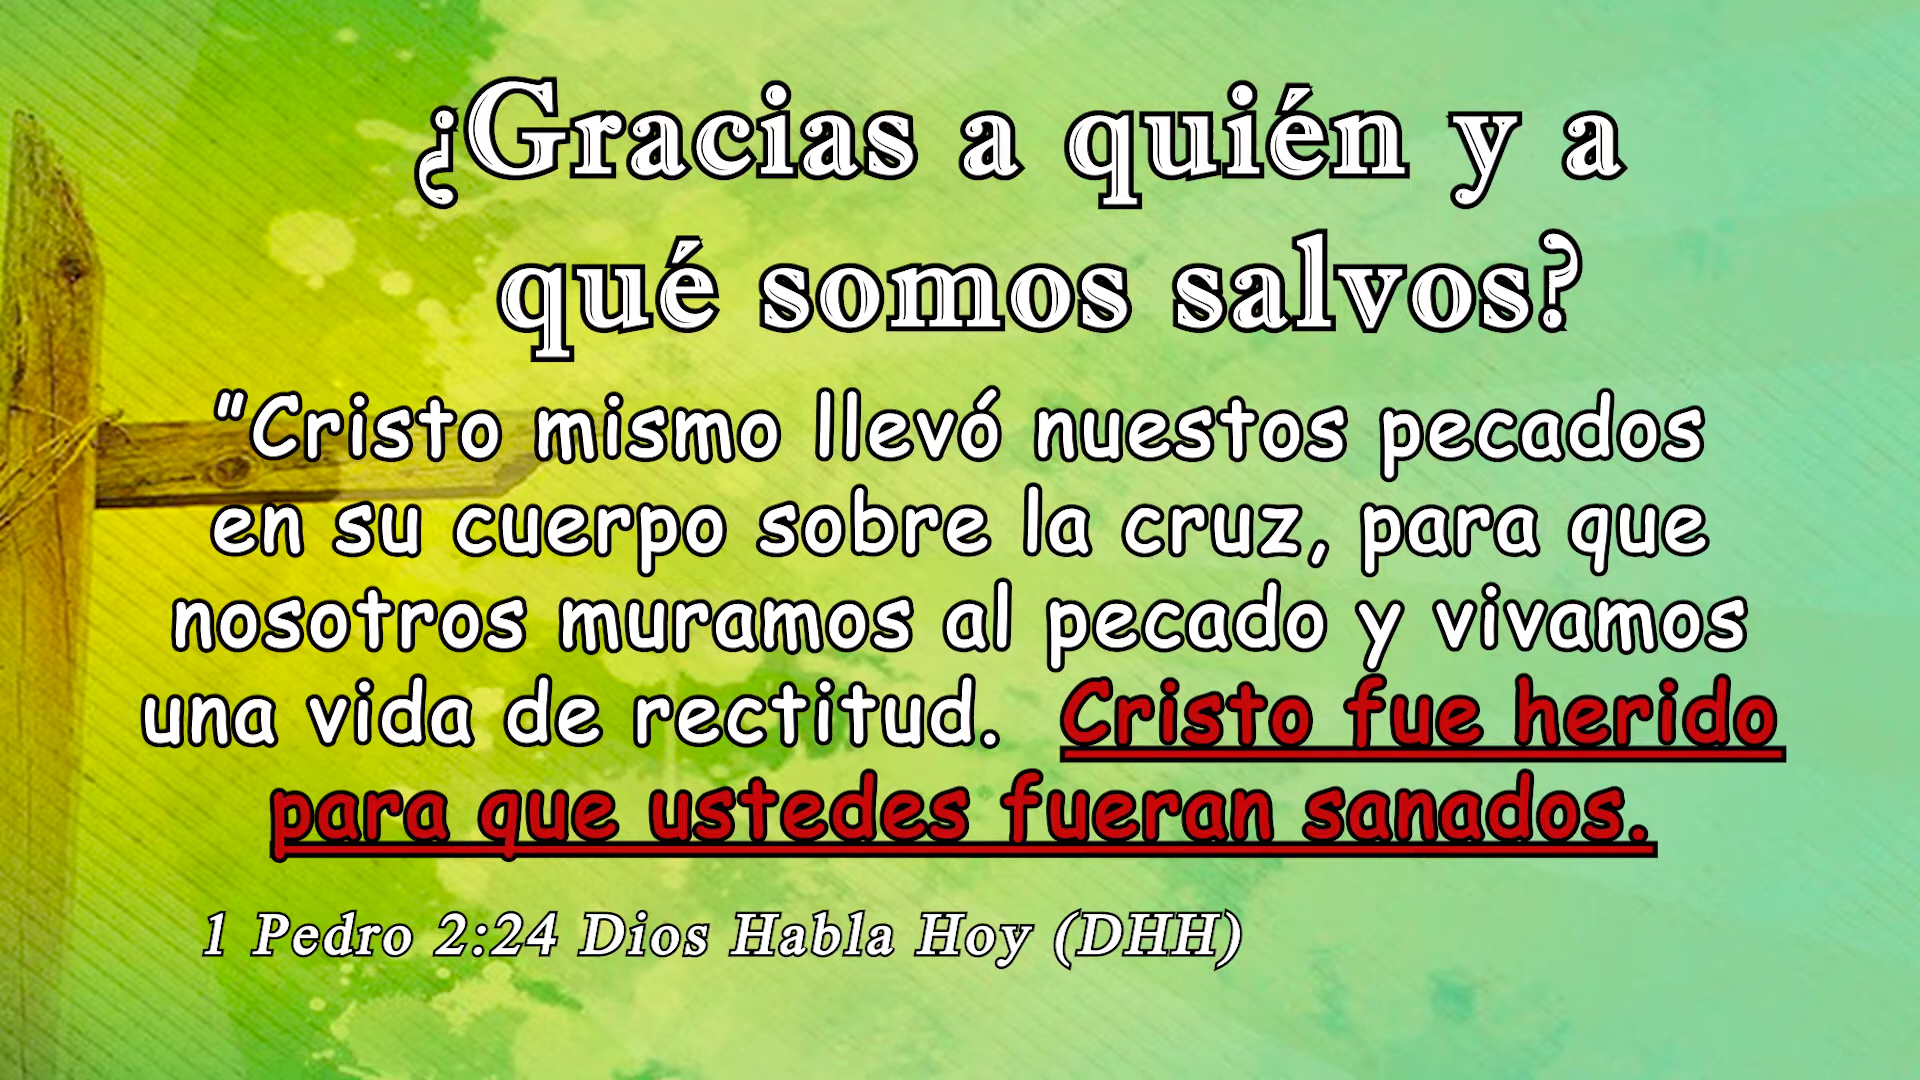 ¿Gracias a quién y a
qué somos salvos?
"Cristo mismo llevó nuestos pecados
en su cuerpo sobre la cruz, para que
nosotros muramos al pecado y vivamos
una vida de rectitud. Cristo fue herido
para que ustedes fueran sanados.
1 Pedro 2:24 Dios Habla Hoy (DHH)